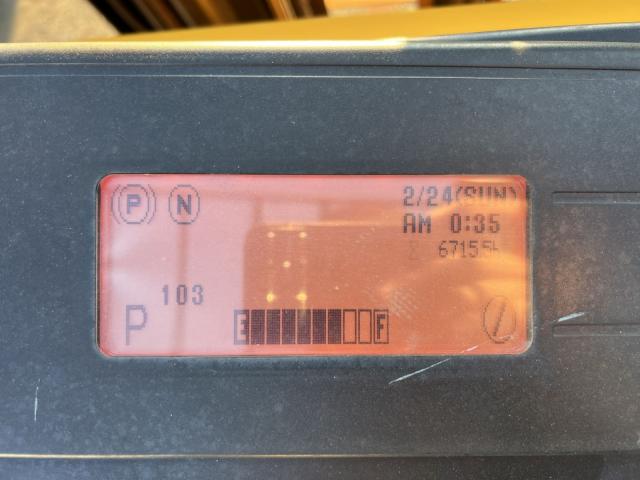 P N 2/24(SUN)
AM 0:35
Σ 6715.5h
103
P E F